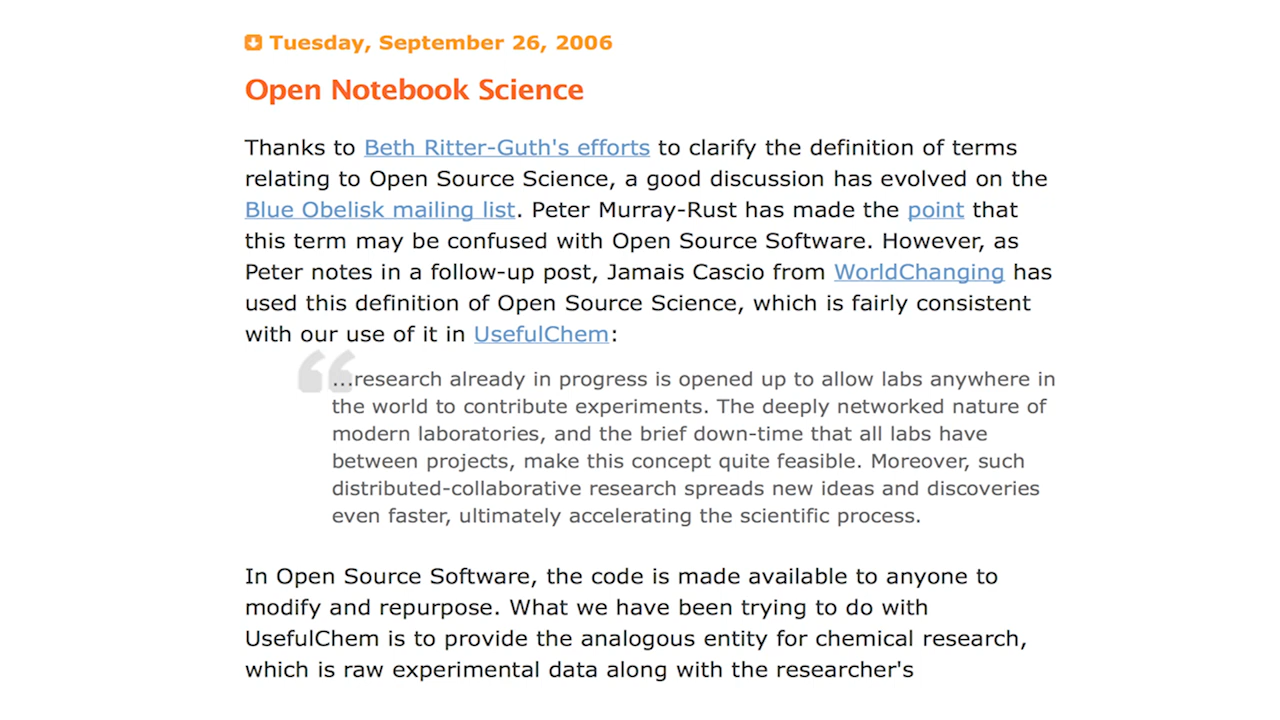 Tuesday, September 26, 2006
Open Notebook Science
Thanks to Beth Ritter-Guth's efforts to clarify the definition of terms
relating to Open Source Science, a good discussion has evolved on the
Blue Obelisk mailing list. Peter Murray-Rust has made the point that
this term may be confused with Open Source Software. However, as
Peter notes in a follow-up post, Jamais Cascio from WorldChanging has
used this definition of Open Source Science, which is fairly consistent
with our use of it in UsefulChem:
...research already in progress is opened up to allow labs anywhere in
the world to contribute experiments. The deeply networked nature of
modern laboratories, and the brief down-time that all labs have
between projects, make this concept quite feasible. Moreover, such
distributed-collaborative research spreads new ideas and discoveries
even faster, ultimately accelerating the scientific process.
In Open Source Software, the code is made available to anyone to
modify and repurpose. What we have been trying to do with
UsefulChem is to provide the analogous entity for chemical research,
which is raw experimental data along with the researcher's